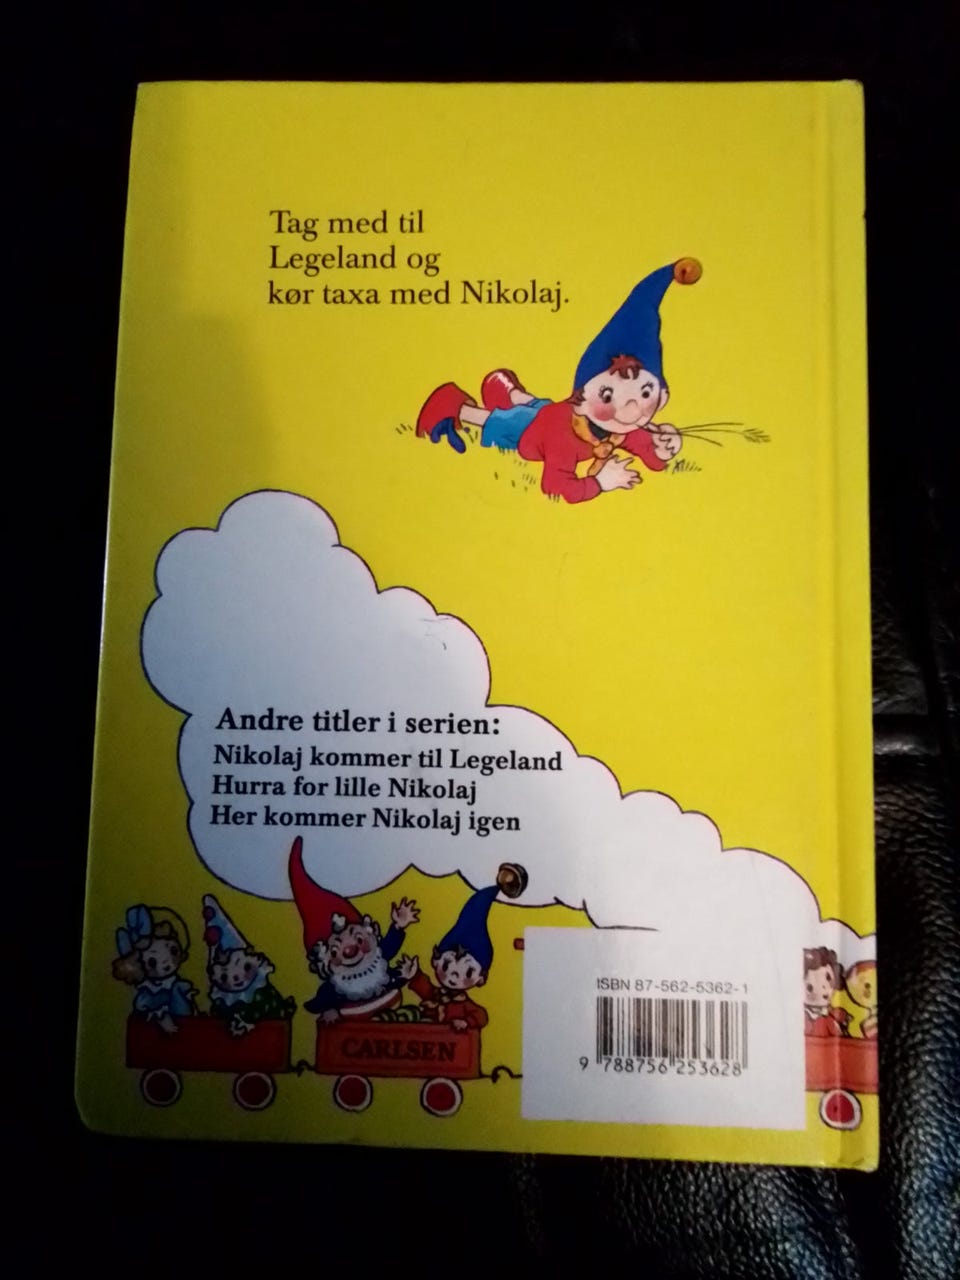 Tag med til
Legeland og
kør taxa med Nikolaj.
Andre titler i serien:
Nikolaj kommer til Legeland
Hurra for lille Nikolaj
Her kommer Nikolaj igen
CARLSEN
ISBN 87-562-5362-1
9 788756 253628